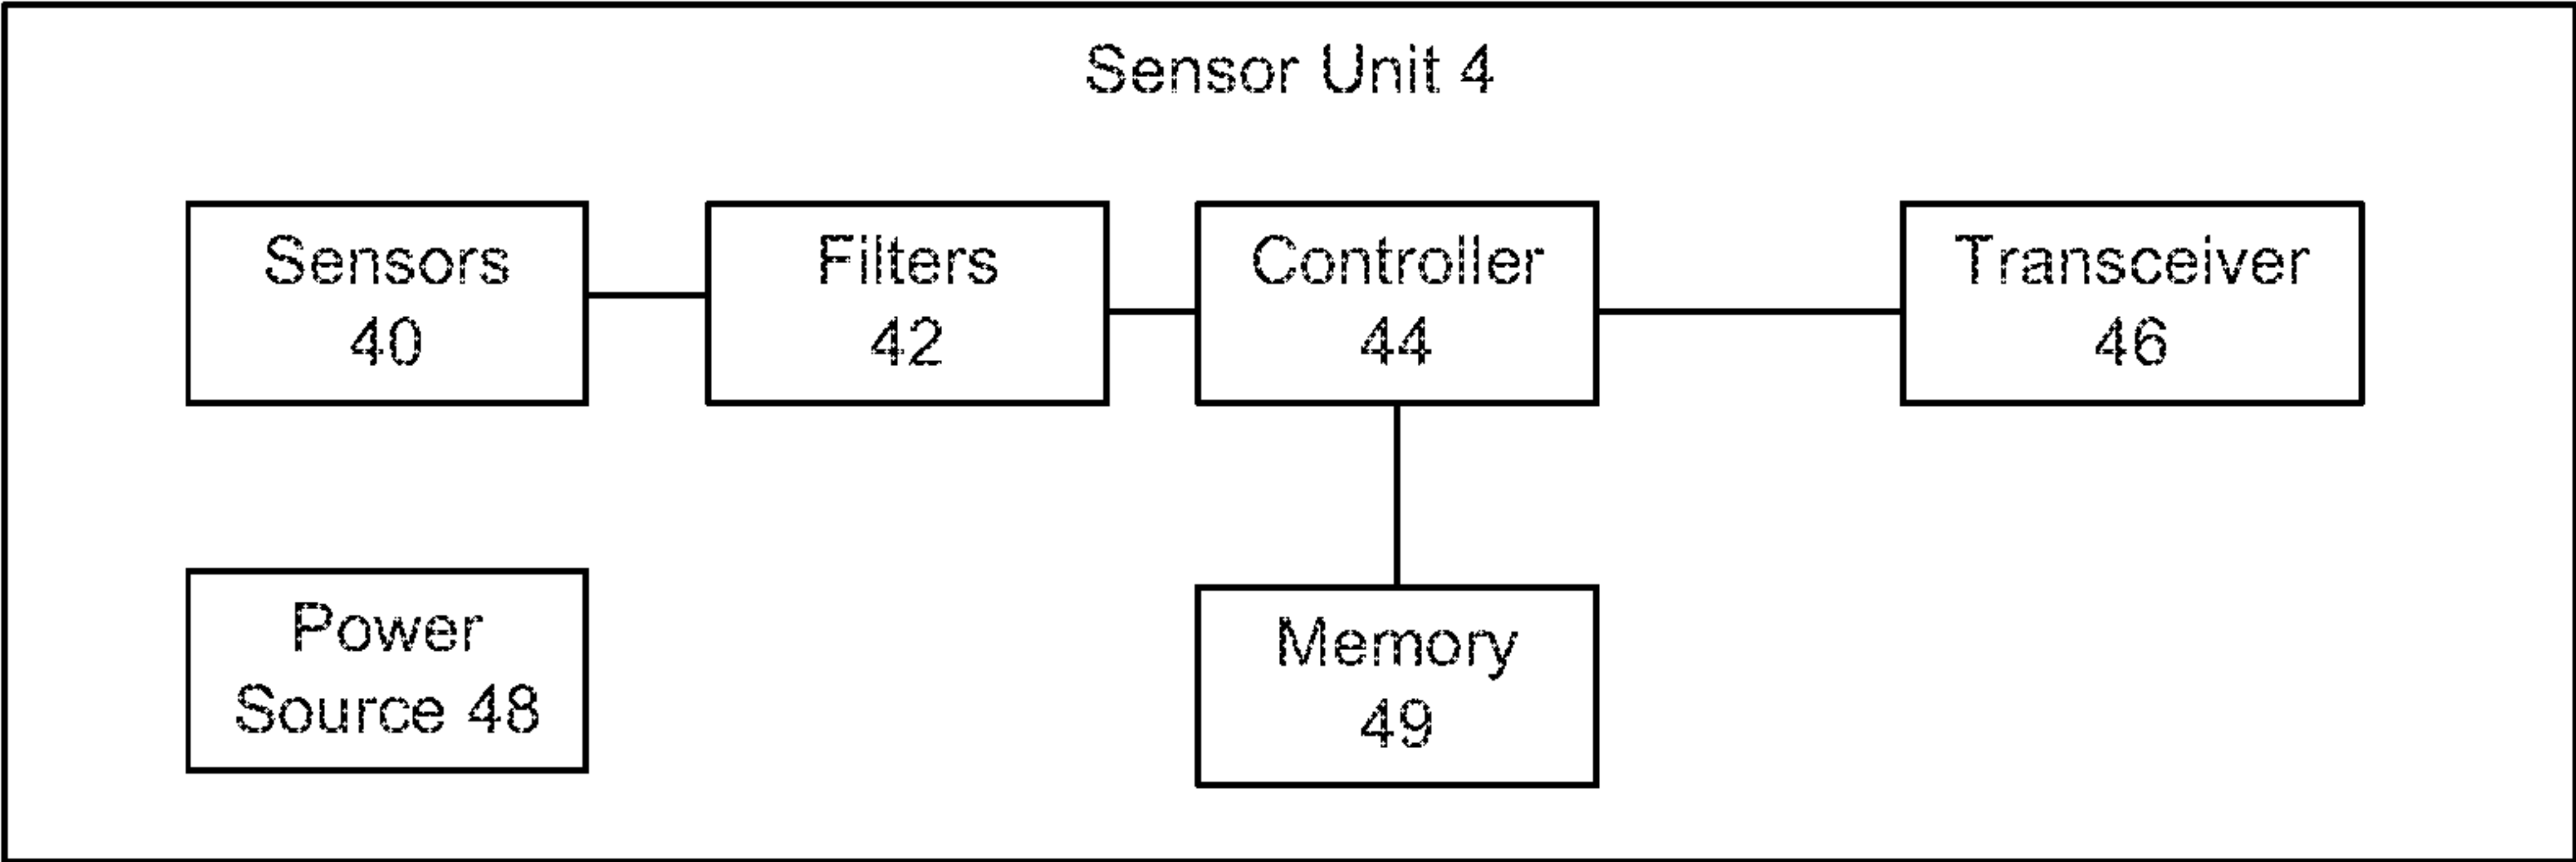 Sensor Unit 4
Sensors
40
Filters
42
Controller
44
Transceiver
46
Power
Source 48
Memory
49